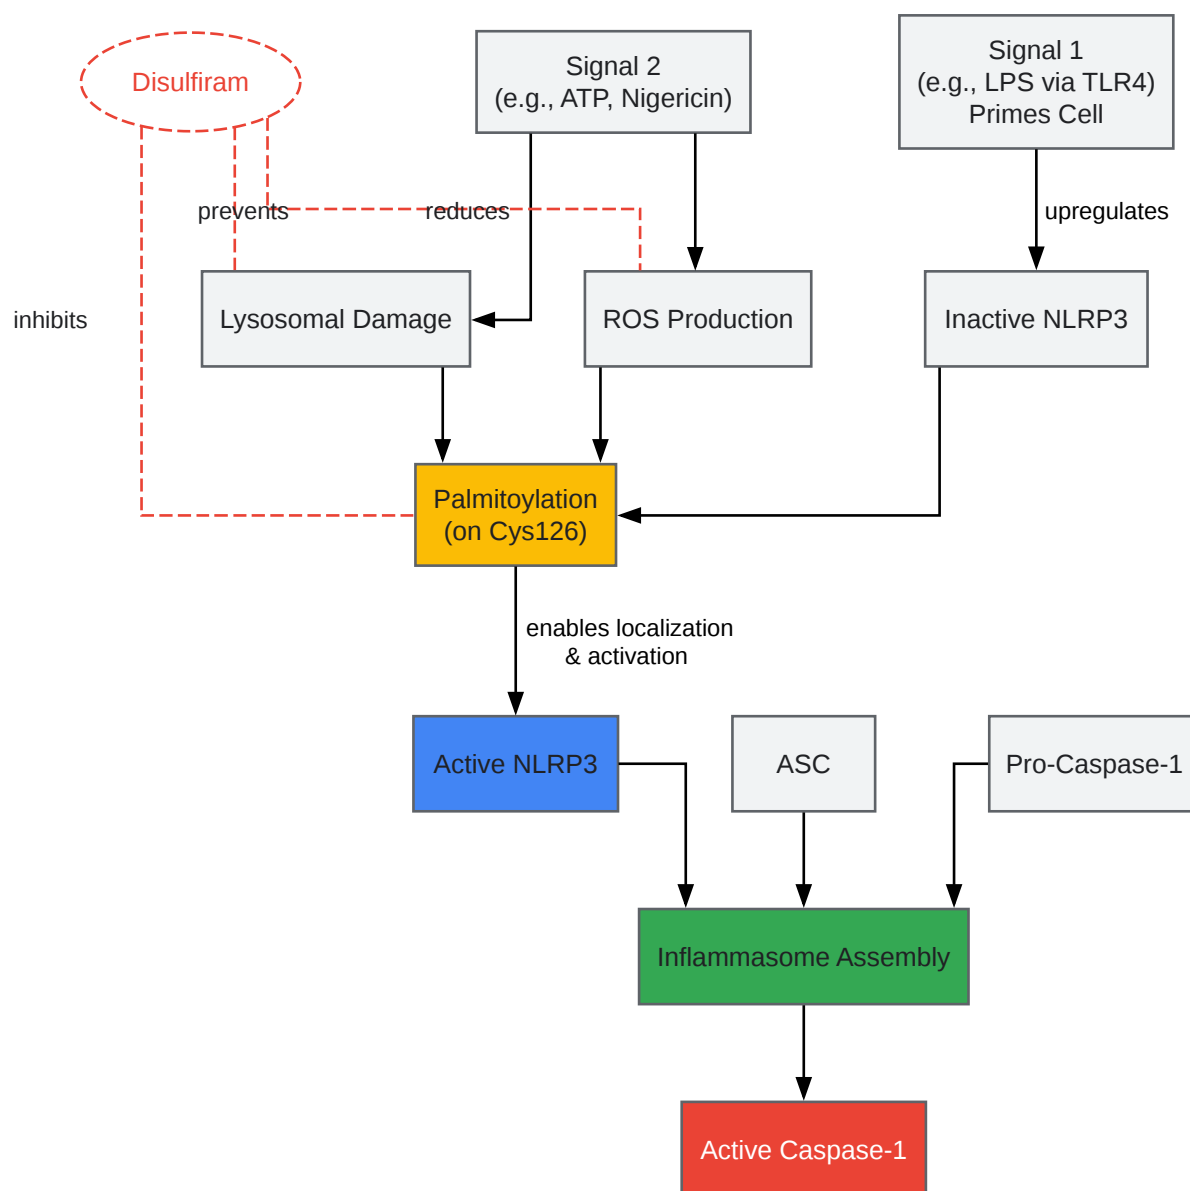 Disulfiram
Signal 2
(e.g., ATP, Nigericin)
Signal 1
(e.g., LPS via TLR4)
Primes Cell
prevents
reduces
upregulates
inhibits
Lysosomal Damage
ROS Production
Inactive NLRP3
Palmitoylation
(on Cys126)
enables localization
& activation
Active NLRP3
ASC
Pro-Caspase-1
Inflammasome Assembly
Active Caspase-1